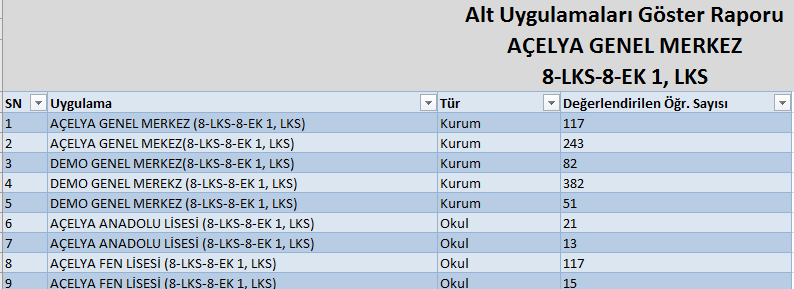 Alt Uygulamaları Göster Raporu
AÇELYA GENEL MERKEZ
8-LKS-8-EK 1, LKS
SN Uygulama Tür Değerlendirilen Öğr. Sayısı
1 AÇELYA GENEL MERKEZ (8-LKS-8-EK 1, LKS) Kurum 117
2 AÇELYA GENEL MEKEZ(8-LKS-8-EK 1, LKS) Kurum 243
3 DEMO GENEL MERKEZ(8-LKS-8-EK 1, LKS) Kurum 82
4 DEMO GENEL MEREKZ (8-LKS-8-EK 1, LKS) Kurum 382
5 DEMO GENEL MERKEZ (8-LKS-8-EK 1, LKS) Kurum 51
6 AÇELYA ANADOLU LİSESİ (8-LKS-8-EK 1, LKS) Okul 21
7 AÇELYA ANADOLU LİSESİ (8-LKS-8-EK 1, LKS) Okul 13
8 AÇELYA FEN LİSESİ (8-LKS-8-EK 1, LKS) Okul 117
9 AÇELYA FEN LİSESİ (8-LKS-8-EK 1, LKS) Okul 15